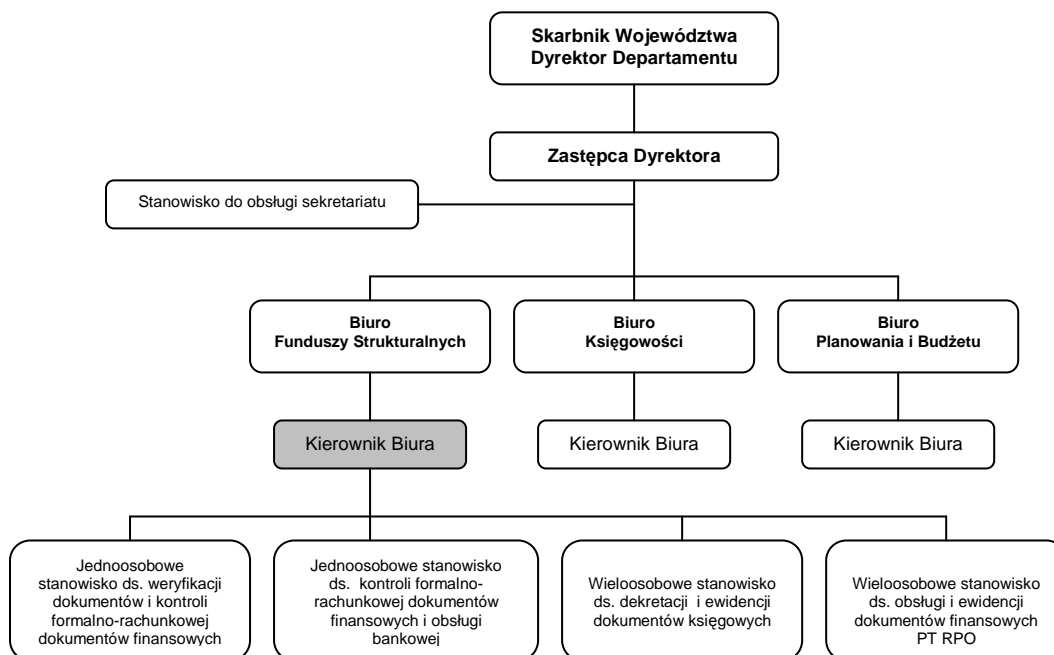 Skarbnik Województwa
Dyrektor Departamentu
Zastępca Dyrektora
Stanowisko do obsługi sekretariatu
Biuro
Funduszy Strukturalnych
Biuro
Księgowości
Biuro
Planowania i Budżetu
Kierownik Biura
Kierownik Biura
Kierownik Biura
Jednoosobowe
stanowisko ds. weryfikacji
dokumentów i kontroli
formalno-rachunkowej
dokumentów finansowych
Jednoosobowe stanowisko
ds. kontroli formalno-
rachunkowej dokumentów
finansowych i obsługi
bankowej
Wieloosobowe stanowisko
ds. dekretacji i ewidencji
dokumentów księgowych
Wieloosobowe stanowisko
ds. obsługi i ewidencji
dokumentów finansowych
PT RPO